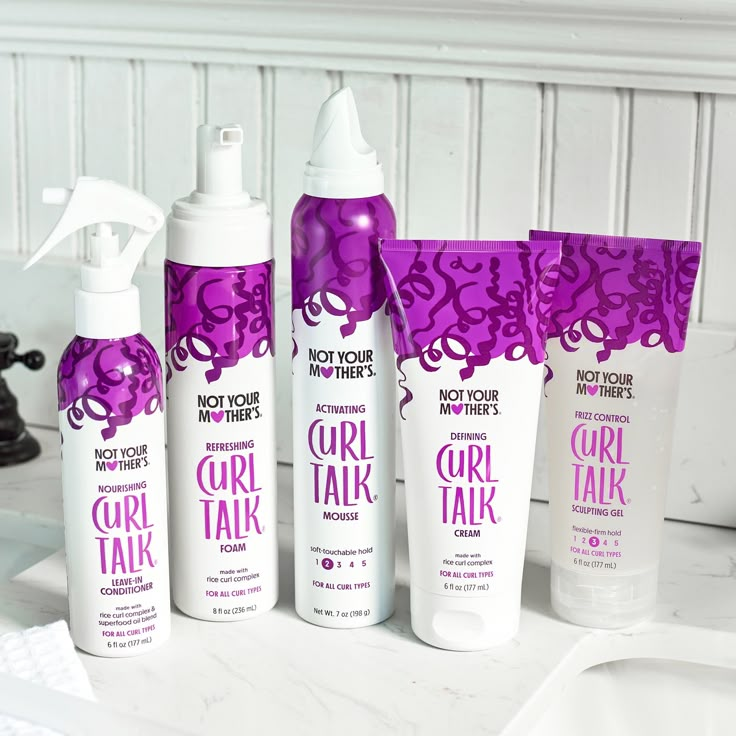 NOT YOUR
MOTHER'S.
NOURISHING
CURL
TALK
LEAVE-IN
CONDITIONER
made with
rice curl complex &
superfood oil blend
FOR ALL CURL TYPES
6 fl oz (177 mL)
NOT YOUR
MOTHER'S.
REFRESHING
CURL
TALK
FOAM
made with
rice curl complex
FOR ALL CURL TYPES
8 fl oz (236 mL)
NOT YOUR
MOTHER'S.
ACTIVATING
CURL
TALK
MOUSSE
soft-touchable hold
1 2 3 4 5
FOR ALL CURL TYPES
Net Wt. 7 oz (198 g)
NOT YOUR
MOTHER'S.
DEFINING
CURL
TALK
CREAM
made with
rice curl complex
FOR ALL CURL TYPES
6 fl oz (177 mL)
NOT YOUR
MOTHER'S.
FRIZZ CONTROL
CURL
TALK
SCULPTING GEL
flexible-firm hold
1 2 3 4 5
FOR ALL CURL TYPES
6 fl oz (177 mL)